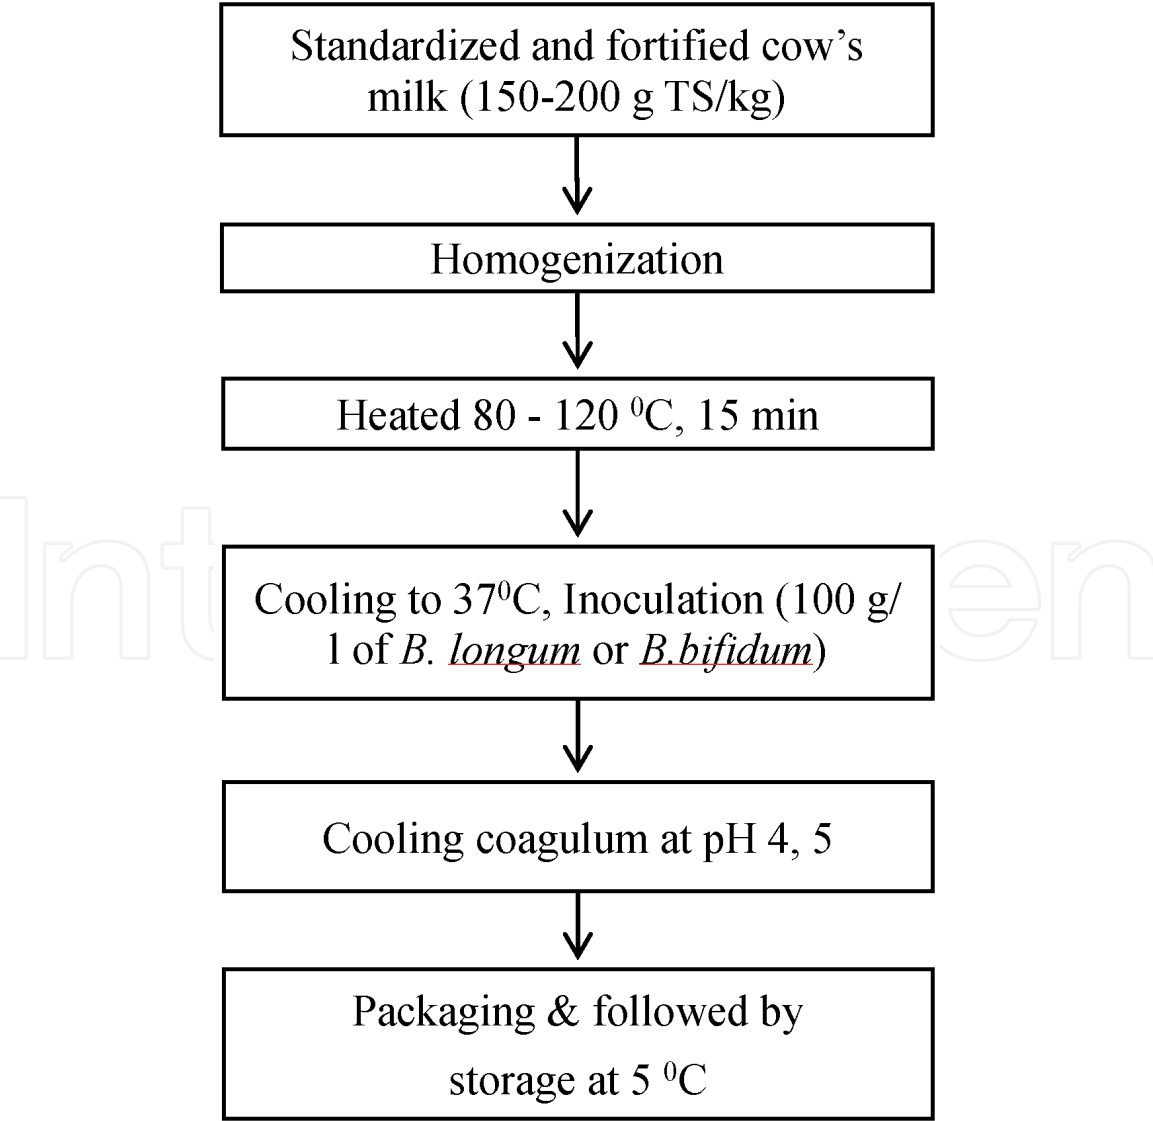 Standardized and fortified cow’s
milk (150-200 g TS/kg)
Homogenization
Heated 80 - 120 ⁰C, 15 min
Cooling to 37⁰C, Inoculation (100 g/
l of B. longum or B.bifidum)
Cooling coagulum at pH 4, 5
Packaging & followed by
storage at 5 ⁰C